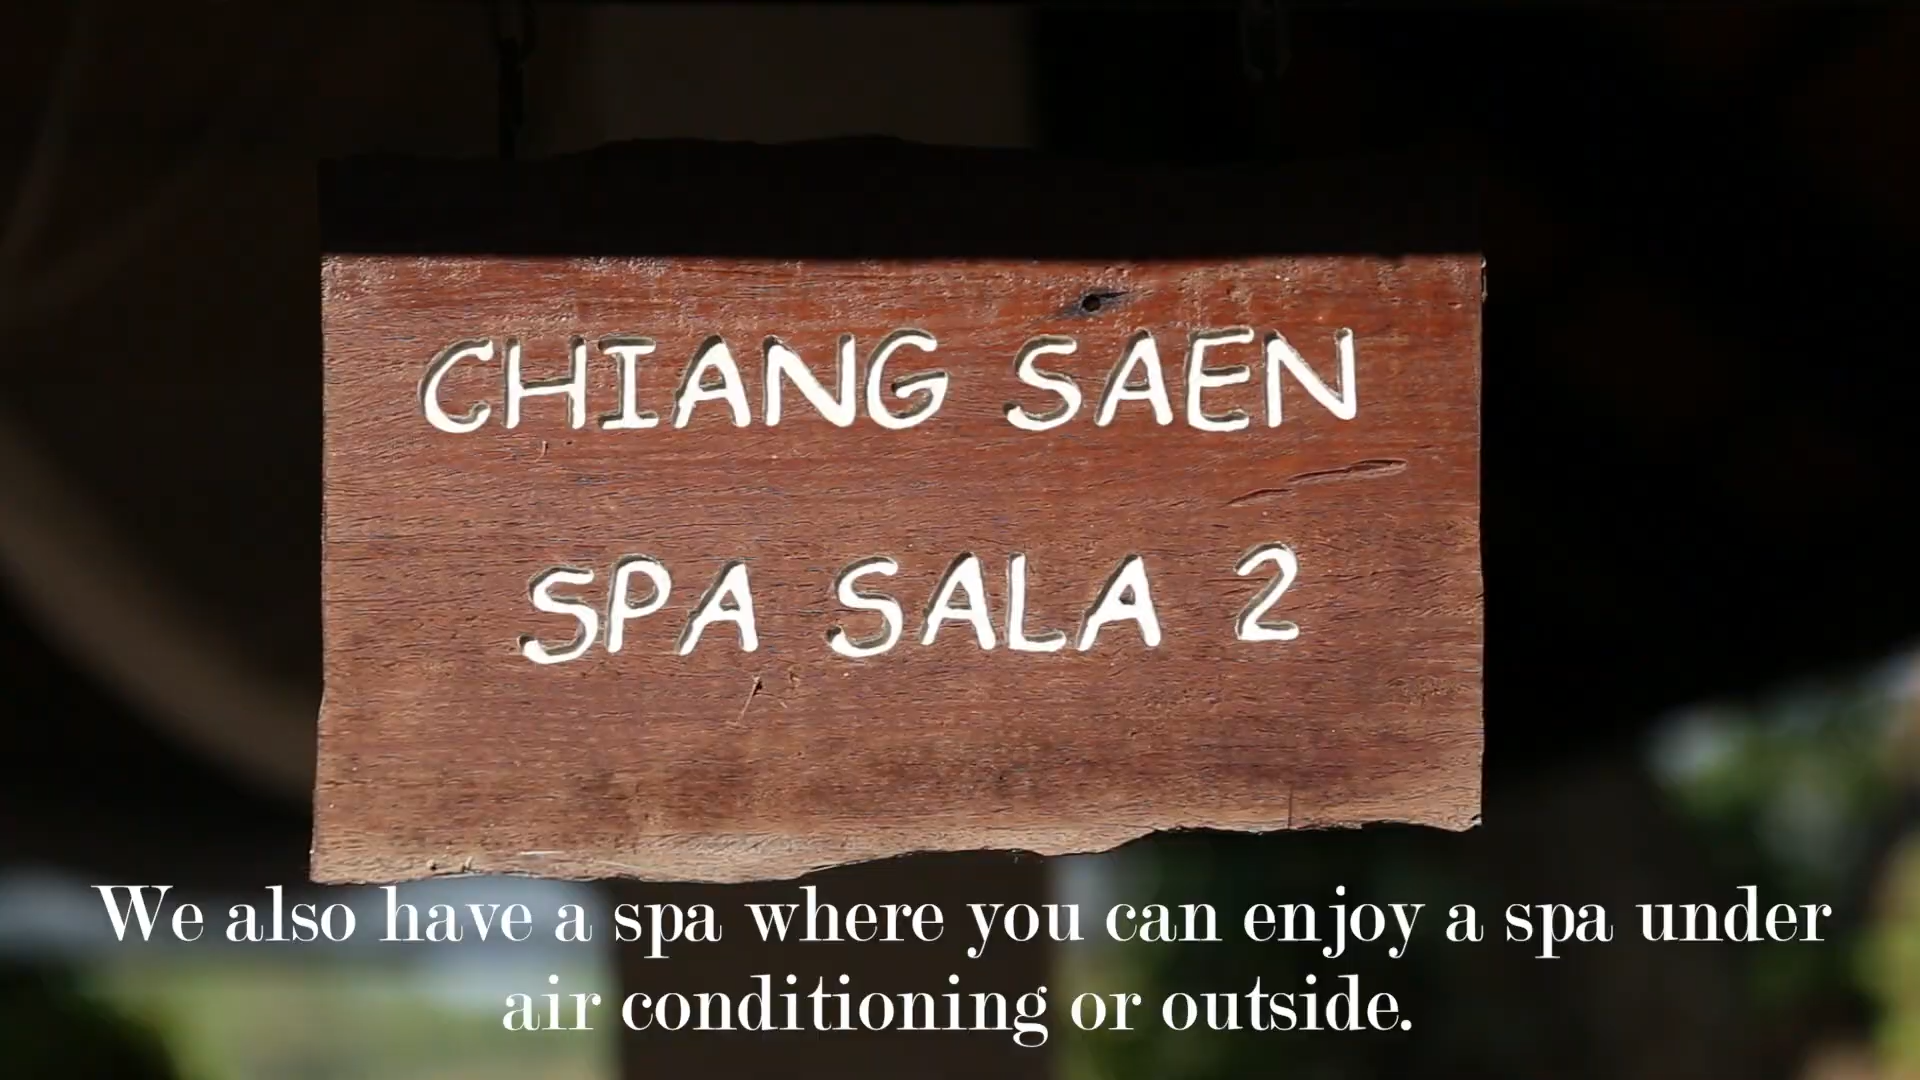 CHIANG SAEN
SPA SALA 2
We also have a spa where you can enjoy a spa under
air conditioning or outside.